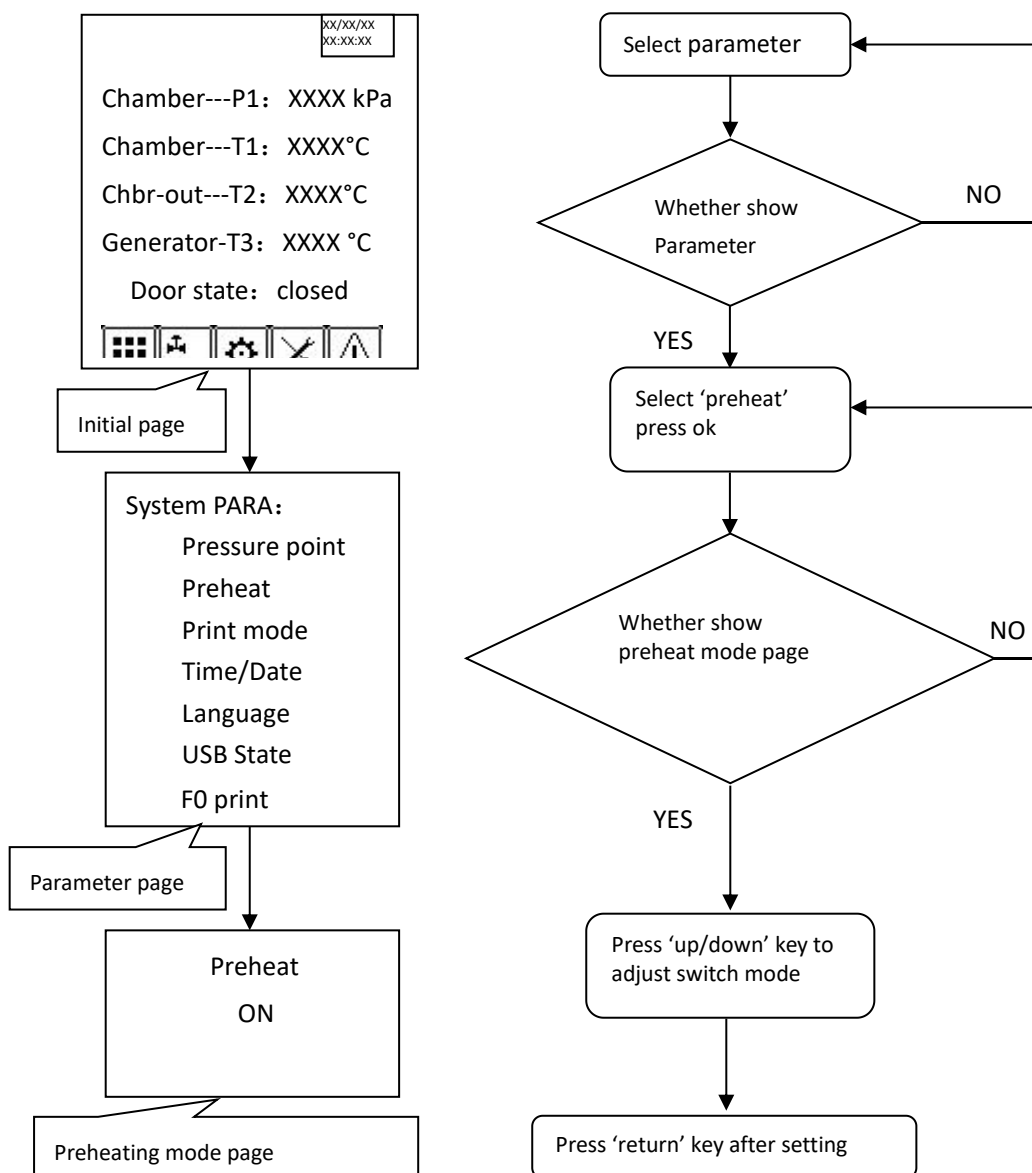 XX/XX/XX
XX:XX:XX
Chamber---P1： XXXX kPa
Chamber---T1： XXXX°C
Chbr-out---T2： XXXX°C
Generator-T3： XXXX °C
Door state： closed
Initial page
System PARA：
Pressure point
Preheat
Print mode
Time/Date
Language
USB State
F0 print
Parameter page
Preheat
ON
Preheating mode page
Select parameter
Whether show
Parameter
NO
YES
Select ‘preheat’
press ok
Whether show
preheat mode page
NO
YES
Press ‘up/down’ key to
adjust switch mode
Press ‘return’ key after setting